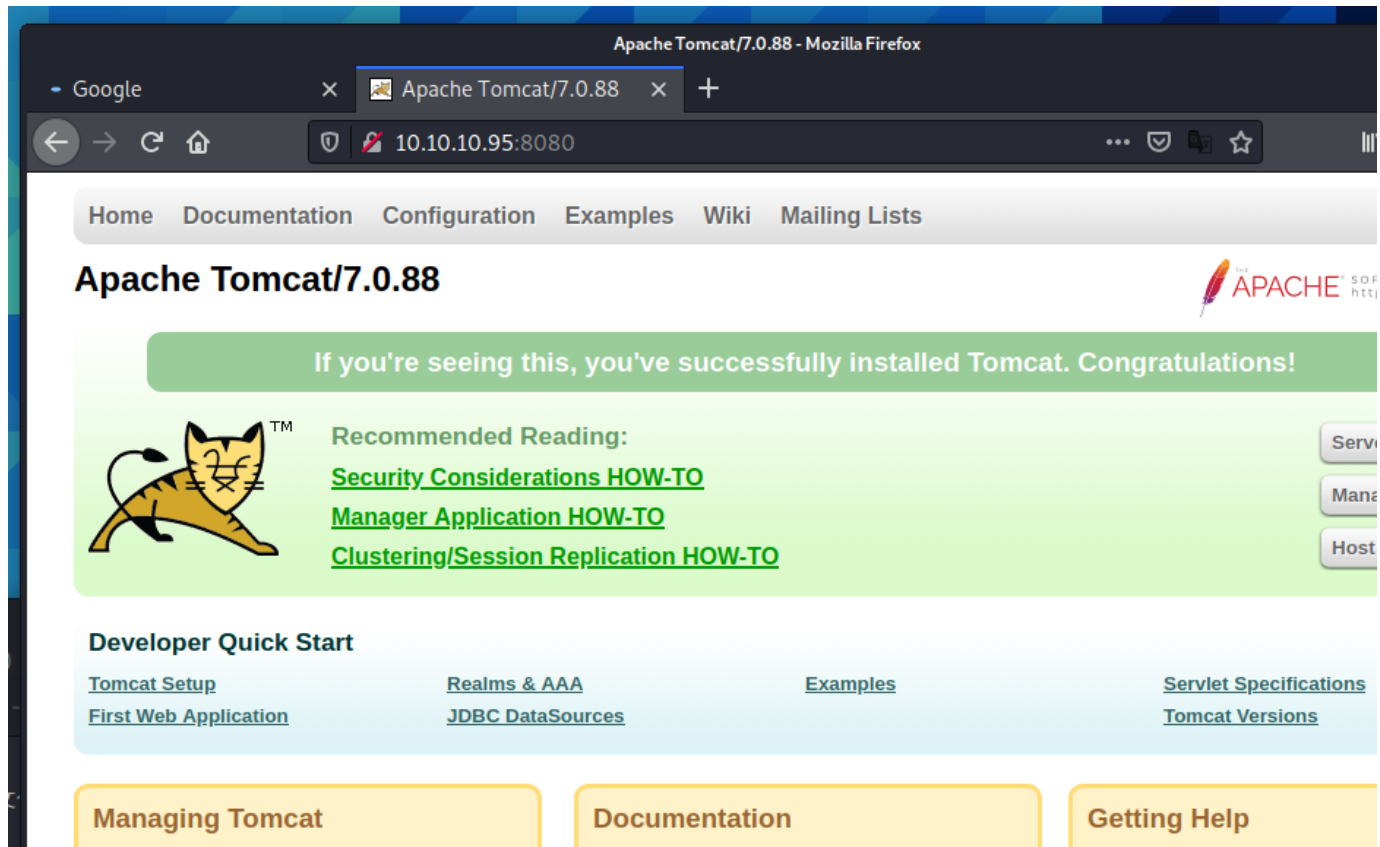 Apache Tomcat/7.0.88 - Mozilla Firefox
Google
Apache Tomcat/7.0.88
10.10.10.95:8080
Home Documentation Configuration Examples Wiki Mailing Lists
Apache Tomcat/7.0.88
THE
APACHE
If you're seeing this, you've successfully installed Tomcat. Congratulations!
TM
Recommended Reading:
Security Considerations HOW-TO
Manager Application HOW-TO
Clustering/Session Replication HOW-TO
Host
Developer Quick Start
Tomcat Setup Realms & AAA Examples Servlet Specifications
First Web Application JDBC DataSources Tomcat Versions
Managing Tomcat Documentation Getting Help